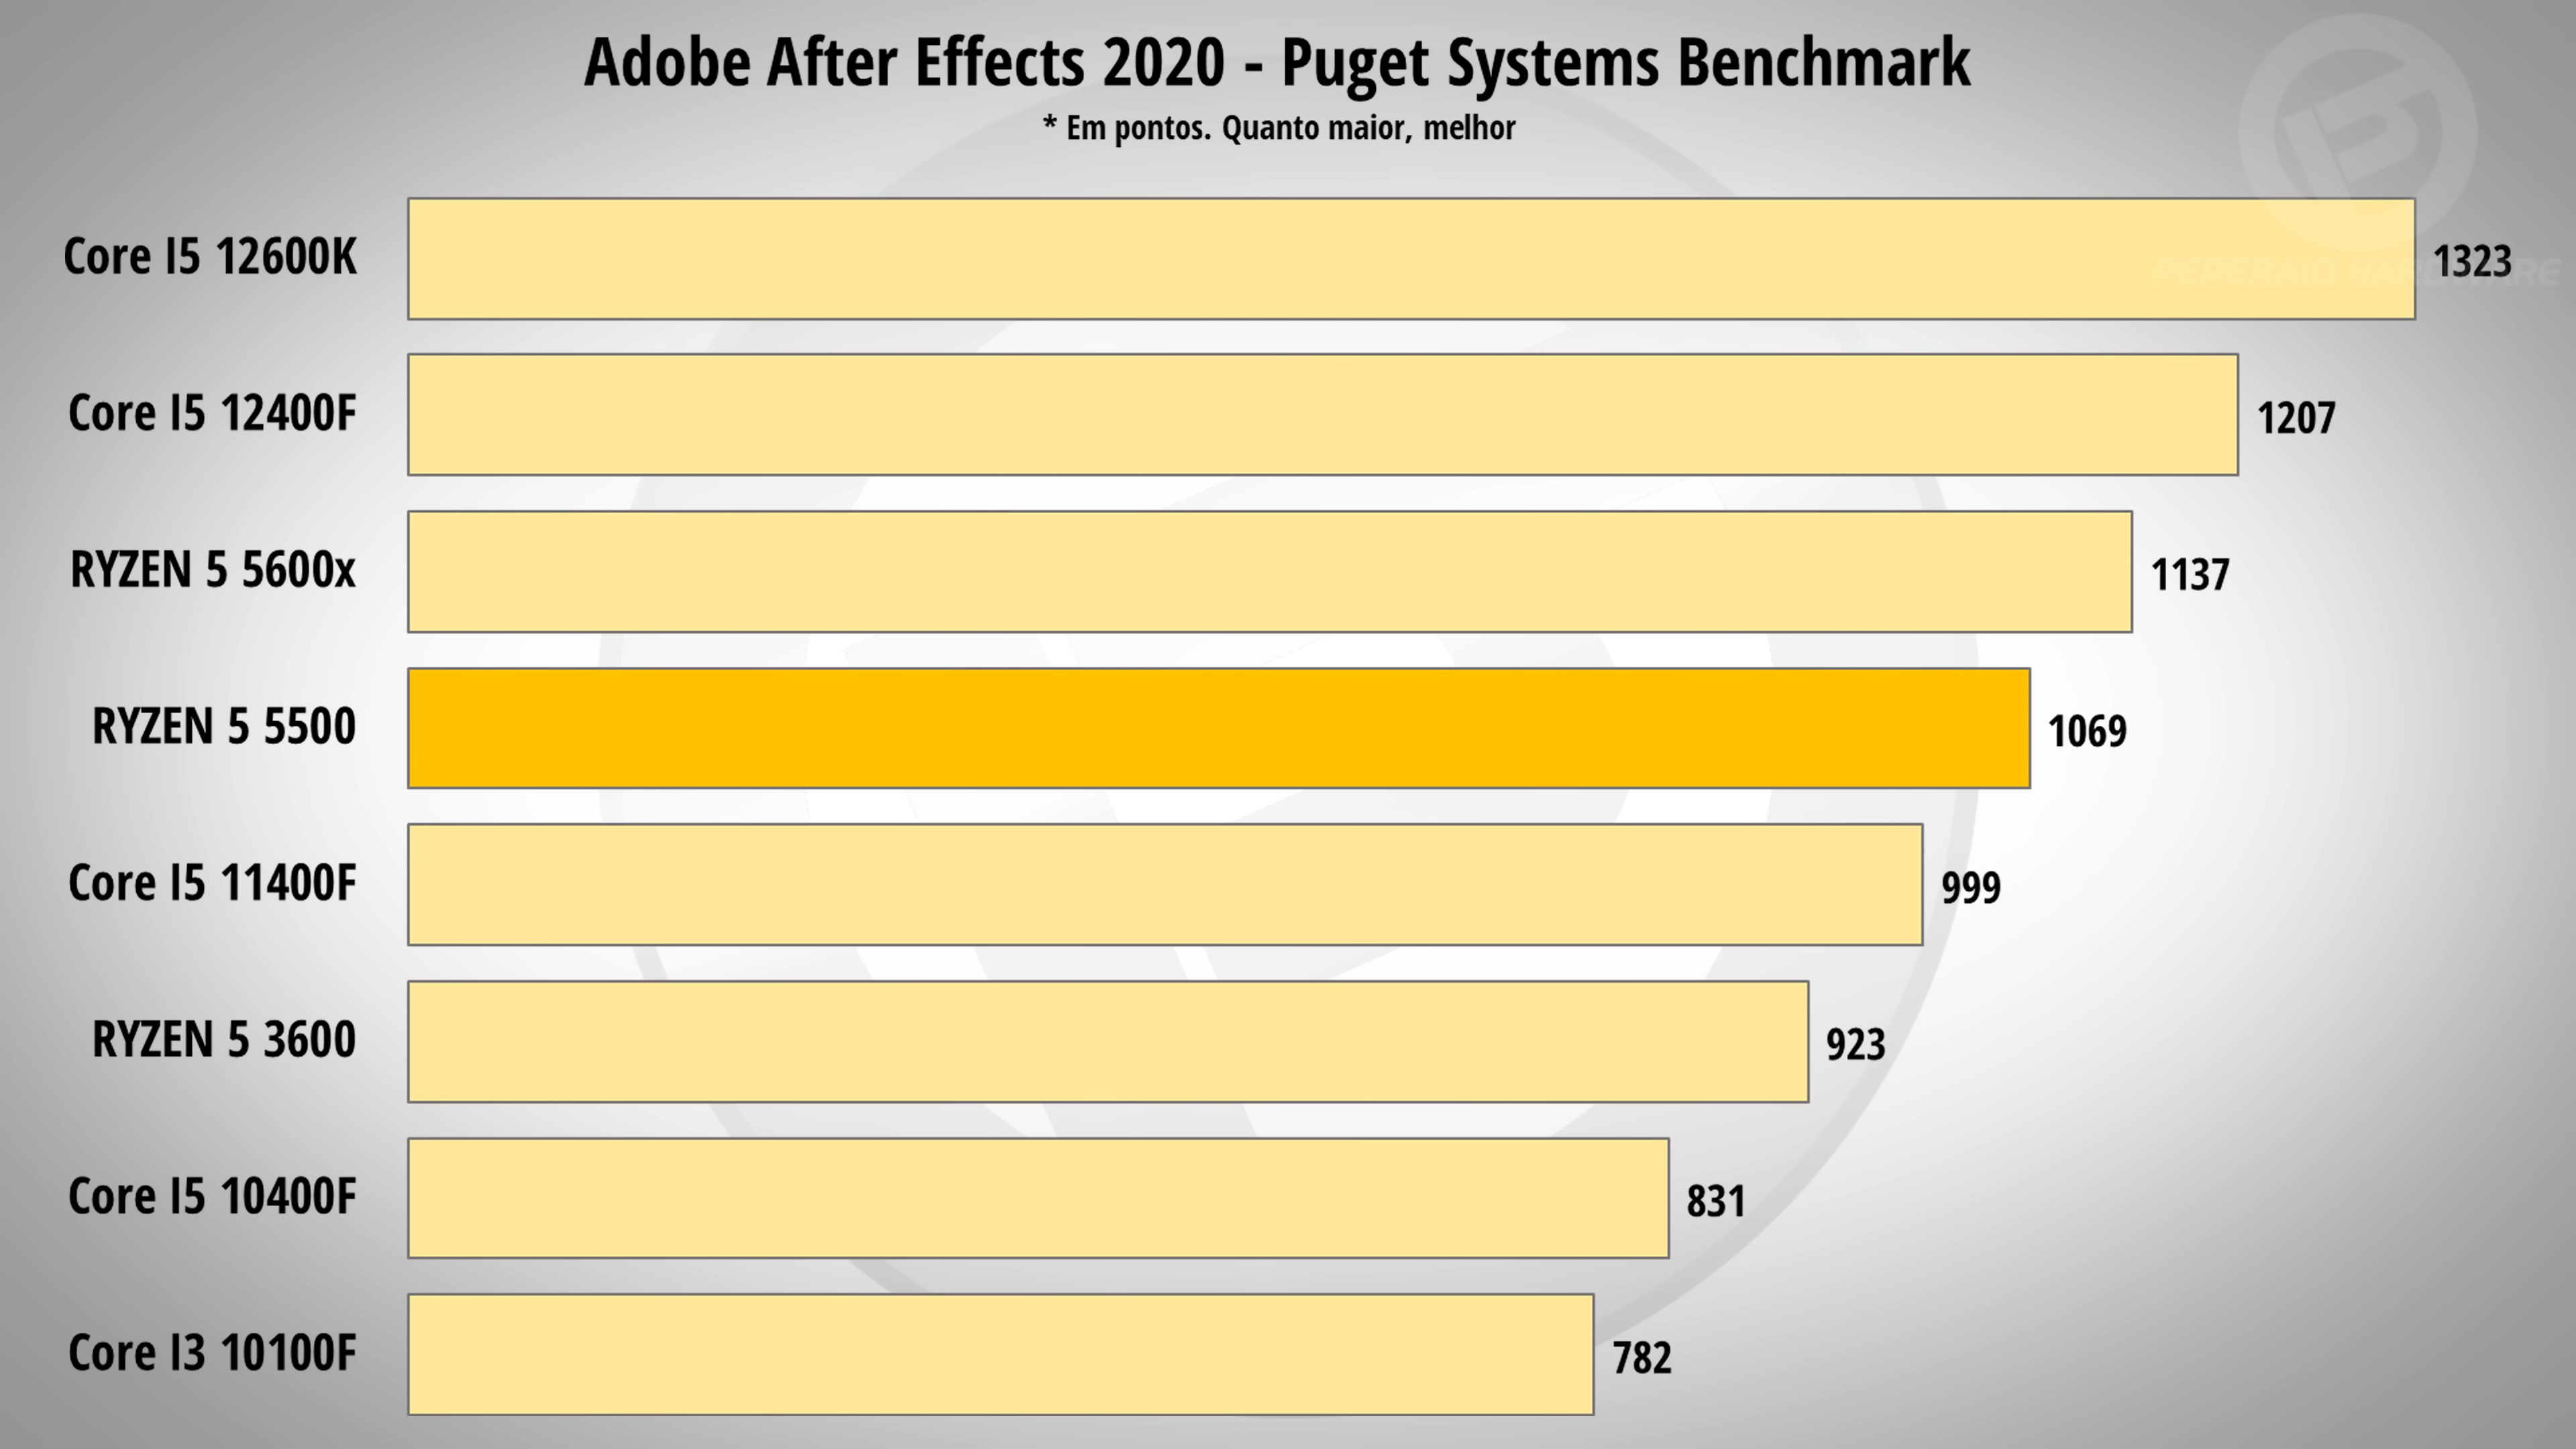 Adobe After Effects 2020 - Puget Systems Benchmark
* Em pontos. Quanto maior, melhor
Core I5 12600K 1323
Core I5 12400F 1207
RYZEN 5 5600x 1137
RYZEN 5 5500 1069
Core I5 11400F 999
RYZEN 5 3600 923
Core I5 10400F 831
Core I3 10100F 782